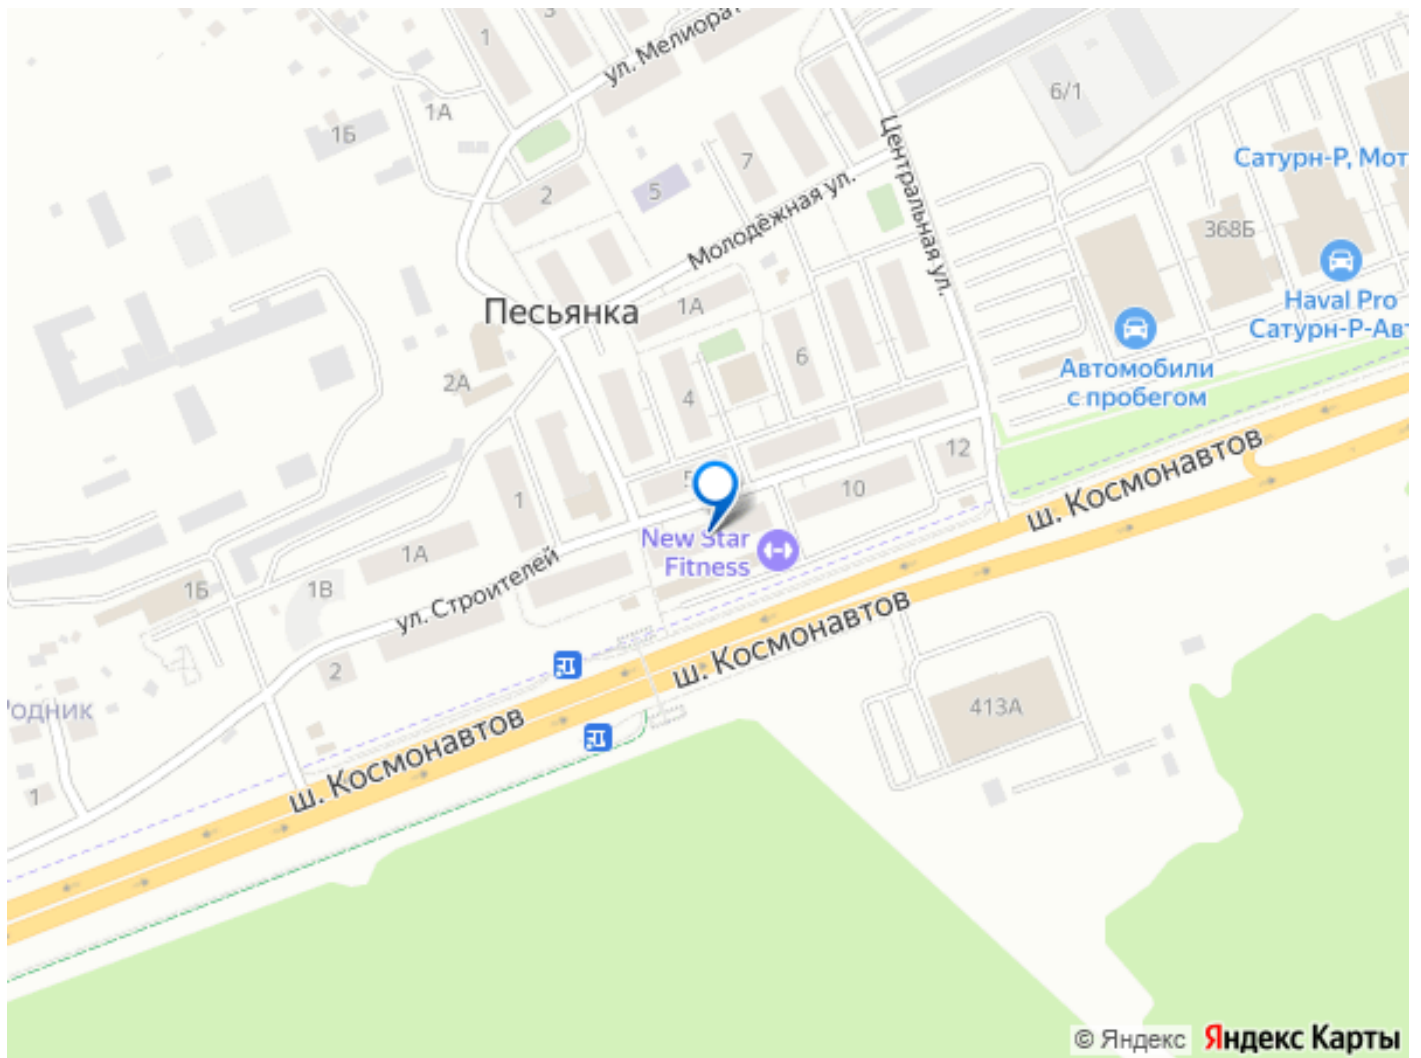 1
3
ул. Мелиорат
6/1
1А
1Б
Центральная ул.
Сатурн-Р, Мот
7
2
5
Молодёжная ул.
368Б
1А
Песьянка
Haval Pro
Сатурн-Р-Авт
6
Автомобили
с пробегом
2А
4
12
ш. Космонавтов
5
10
1
New Star
Fitness
1А
1Б
1В
ул. Строителей
ш. Космонавтов
2
413А
одник
ш. Космонавтов
1
© Яндекс Яндекс Карты